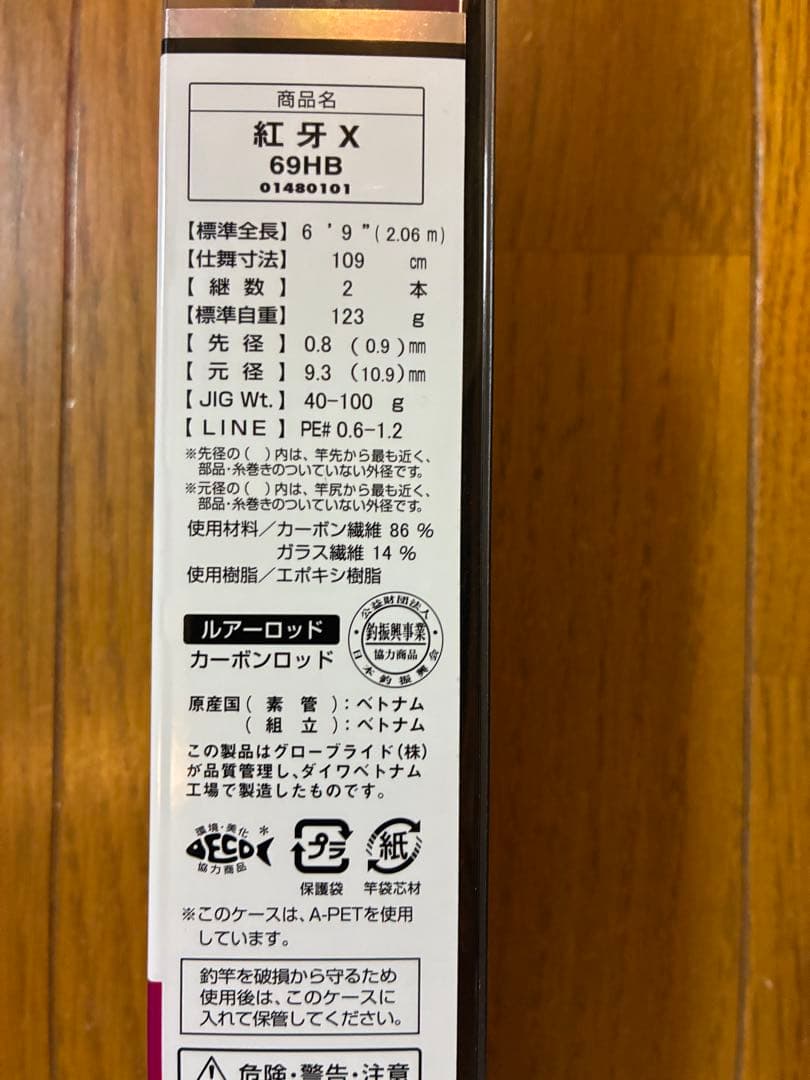 商品名
紅牙X
69HB
01480101
【標準全長】 6 ' 9 "(2.06 m)
【仕舞寸法】 109 cm
【 継 数 】 2 本
【標準自重】 123 g
【 先 径 】 0.8 (0.9)mm
【 元 径 】 9.3 (10.9)mm
【 JIG Wt. 】 40-100 g
【 LINE 】 PE# 0.6-1.2
※先径の( )内は、竿先から最も近く、
部品・糸巻きのついていない外径です。
※元径の( )内は、竿尻から最も近く、
部品・糸巻きのついていない外径です。
使用材料/カーボン繊維 86 %
ガラス繊維 14 %
使用樹脂/エポキシ樹脂
ルアーロッド
カーボンロッド
公益財団法人
釣振興事業
協力商品
日本釣振興会
原産国( 素 管 ):ベトナム
( 組 立 ):ベトナム
この製品はグローブライド(株)
が品質管理し、ダイワベトナム
工場で製造したものです。
環境・美化 *
ECO
協力商品
プラ
保護袋
紙
竿袋芯材
※このケースは、A-PETを使用
しています。
釣竿を破損から守るため
使用後は、このケースに
入れて保管してください。
危険・警告・注意